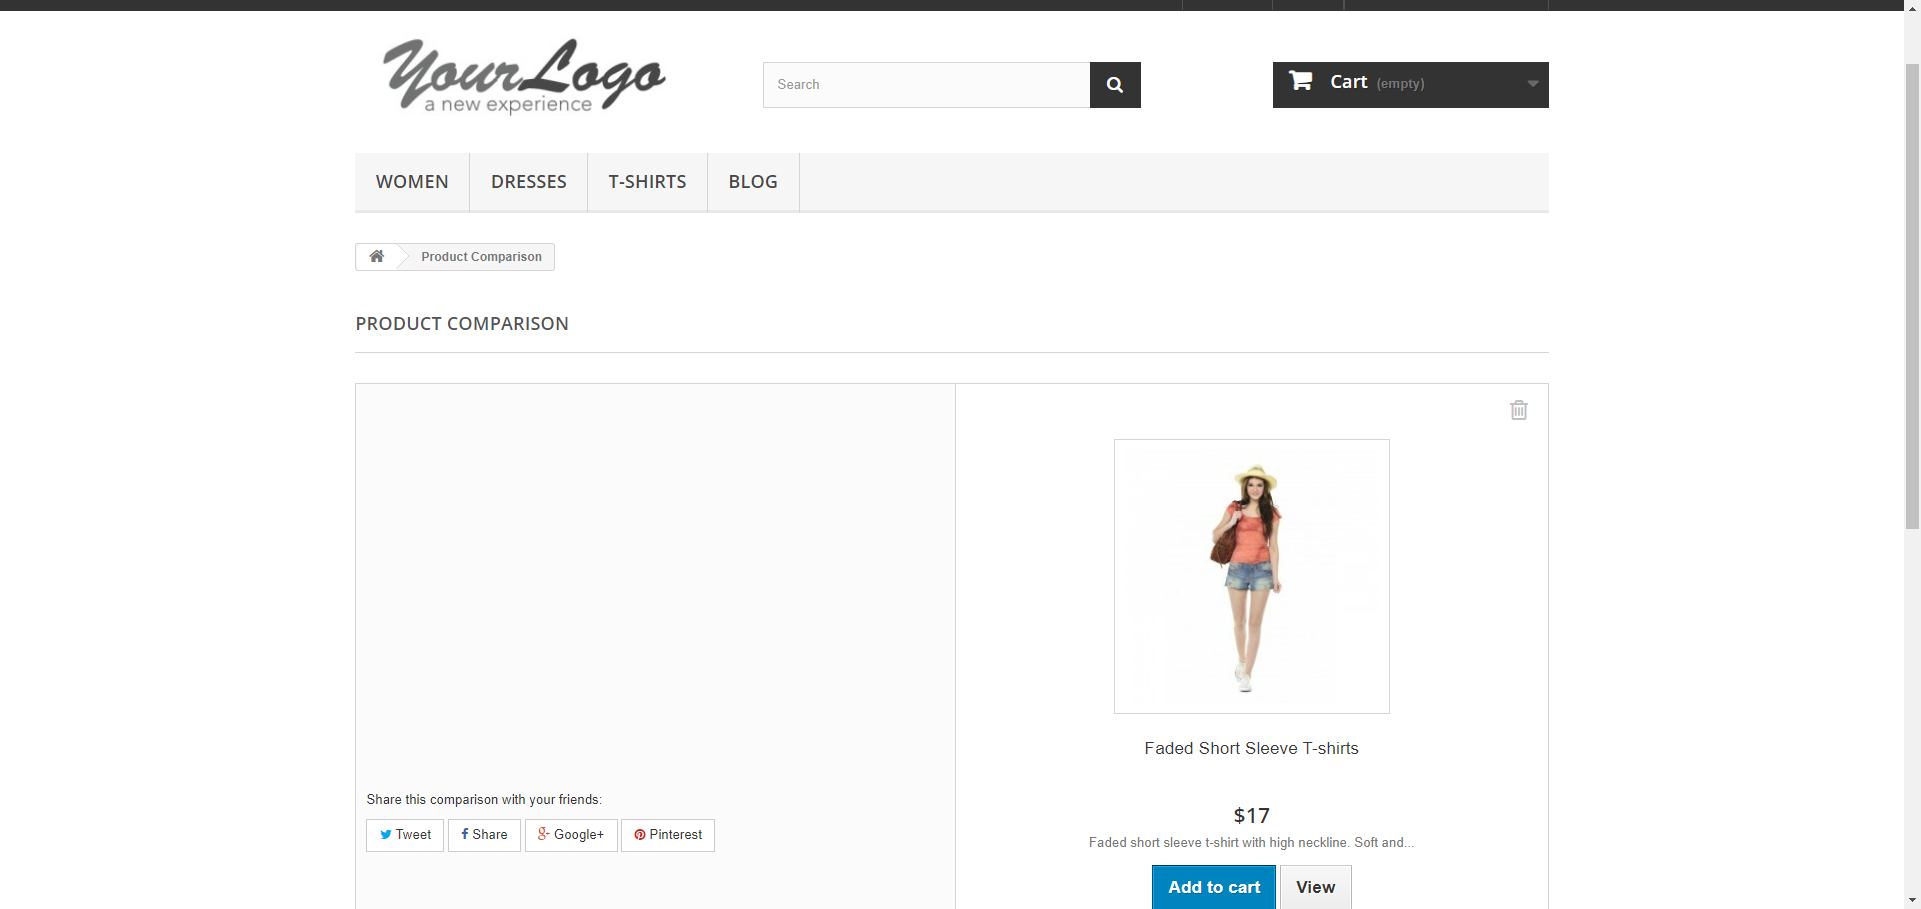 YourLogo
a new experience
Search
Cart (empty)
WOMEN
DRESSES
T-SHIRTS
BLOG
Product Comparison
PRODUCT COMPARISON
Faded Short Sleeve T-shirts
Share this comparison with your friends:
Tweet
Share
Google+
Pinterest
$17
Faded short sleeve t-shirt with high neckline. Soft and...
Add to cart
View